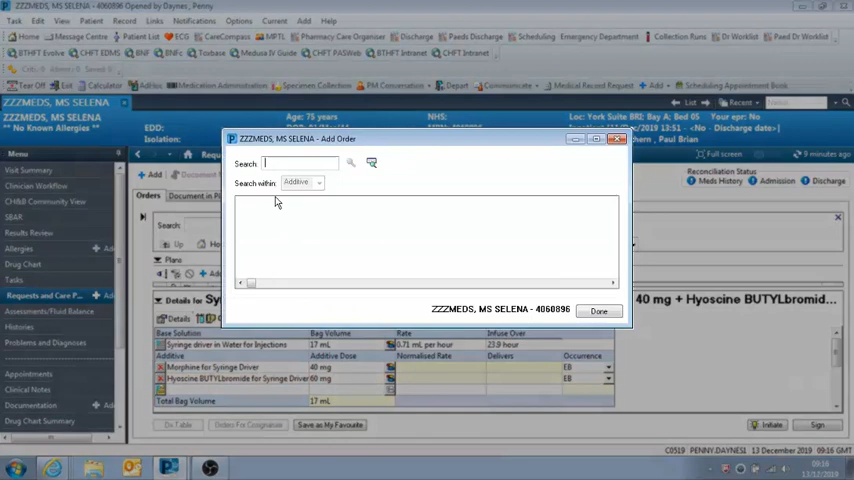 ZZZMEDS, MS SELENA - 4060896 Opened by Daynes, Penny
Task Edit View Patient Record Links Notifications Options Current Add Help
Home Message Centre Patient List ECG CareCompass MPTL Discharge Paeds Discharge Scheduling Emergency Department Collection Runs Dr Worklist Paed Dr Worklist
BTHFT Evolve CHFT EDMS BNF BNFc Toxbase Medusa IV Guide CHFT PASWeb BTHFT Intranet CHFT Intranet
Tear Off Exit Calculator AdHoc Medication Administration Specimen Collection PM Conversation Depart Communicate Medical Record Request Add Scheduling Appointment Book
ZZZMEDS, MS SELENA
List Recent Name
ZZZMEDS, MS SELENA
** No Known Allergies **
EDD:
Isolation:
Age: 75 years
NHS:
Loc: York Suite BRI; Bay A; Bed 05
Your epr: No
Menu
Full screen
9 minutes ago
Visit Summary
Clinician Workflow
CH&B Community View
SBAR
Results Review
Allergies Add
Drug Chart
Tasks
Requests and Care P... Add
Assessments/Fluid Balance
Histories
Problems and Diagnoses
Appointments
Clinical Notes
Documentation Add
Drug Chart Summary
Add
Reconciliation Status
Meds History Admission Discharge
Orders
Search:
Up
Plans
ZZZMEDS, MS SELENA - Add Order
Search:
Search within: Additive
ZZZMEDS, MS SELENA - 4060896 Done
Details for
40 mg + Hyoscine BUTYLbromid...
Details
Base Solution Bag Volume Rate Infuse Over
Syringe driver in Water for Injections 17 mL 0.71 mL per hour 23.9 hour
Additive Additive Dose Normalised Rate Delivers Occurrence
Morphine for Syringe Driver 40 mg EB
Hyoscine BUTYLbromide for Syringe Driver 60 mg EB
Total Bag Volume 17 mL
Dx Table Orders For Cosignature Save as My Favourite Initiate Sign
C0519 PENNY.DAYNES1 13 December 2019 09:16
09:16
13/12/2019